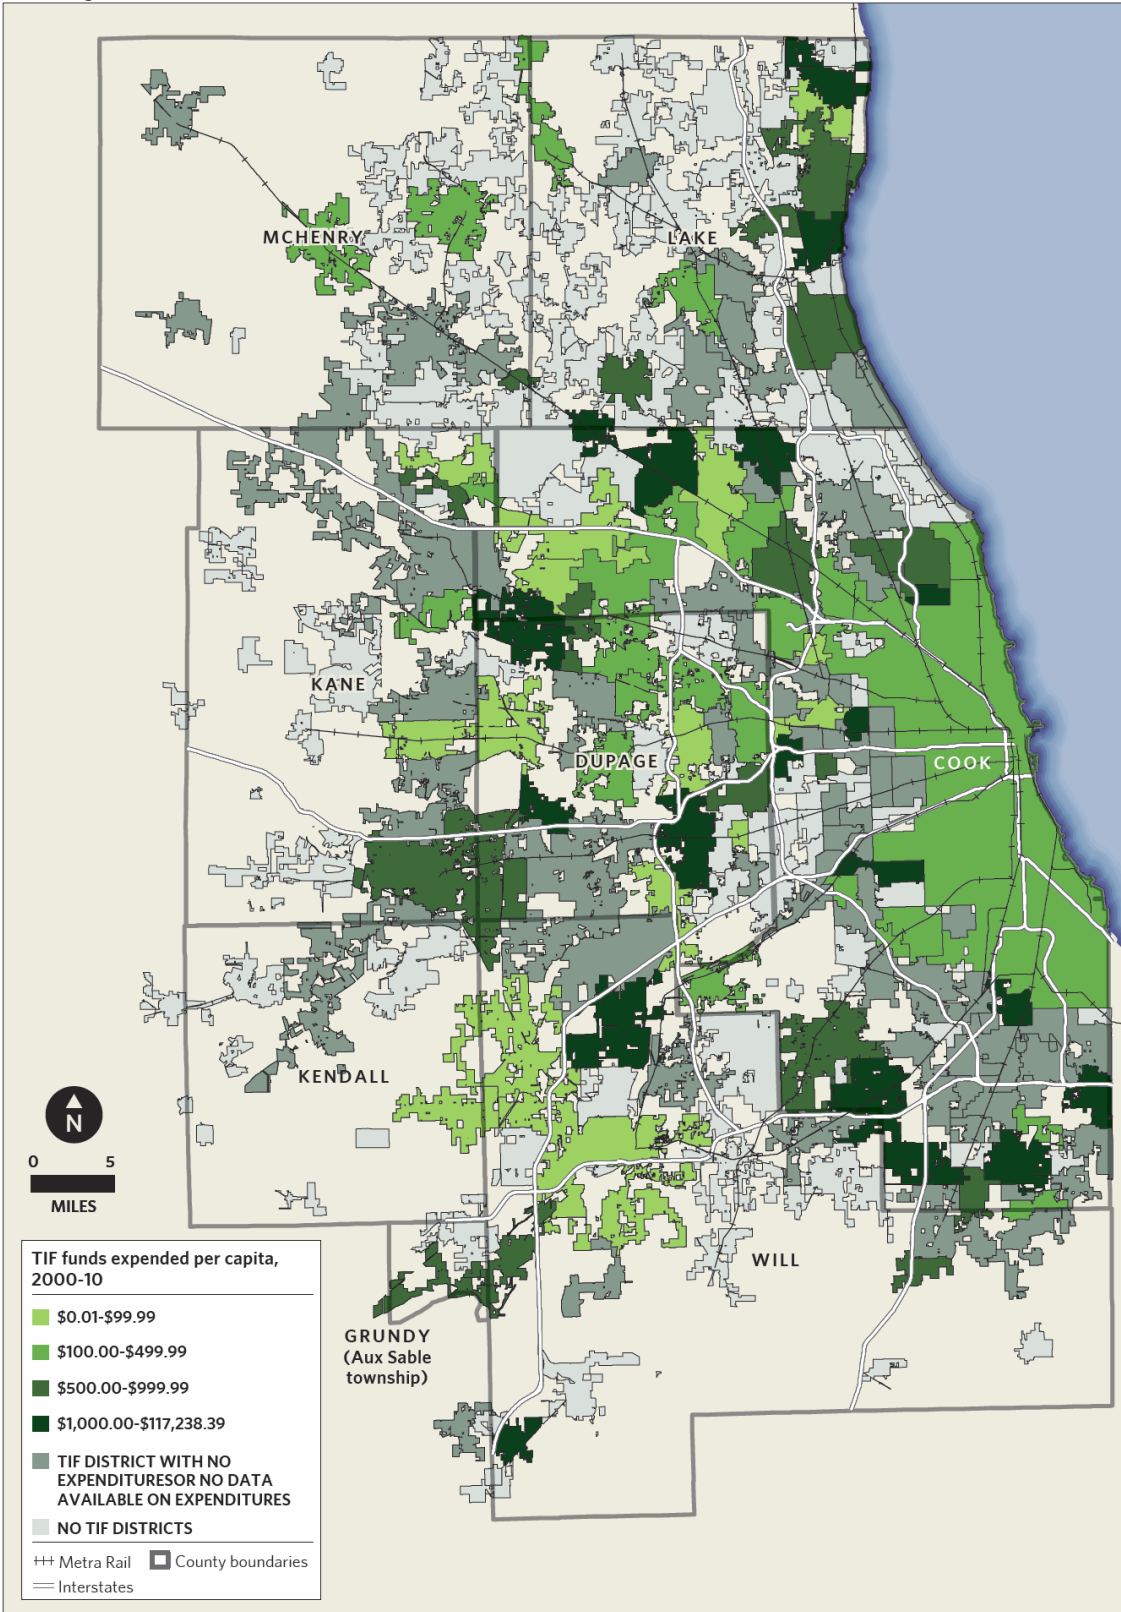 MCHENRY
LAKE
KANE
DUPAGE
COOK
KENDALL
N
0 5
MILES
WILL
GRUNDY
(Aux Sable
township)
TIF funds expended per capita,
2000-10
$0.01-$99.99
$100.00-$499.99
$500.00-$999.99
$1,000.00-$117,238.39
TIF DISTRICT WITH NO
EXPENDITURESOR NO DATA
AVAILABLE ON EXPENDITURES
NO TIF DISTRICTS
Metra Rail County boundaries
Interstates